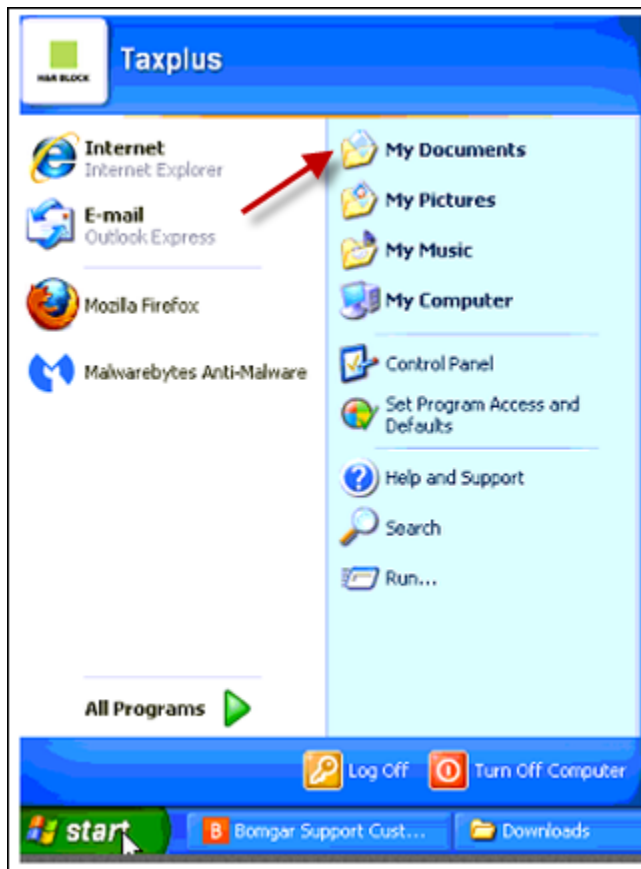 H&R BLOCK
Taxplus
Internet
Internet Explorer
E-mail
Outlook Express
Mozilla Firefox
Malwarebytes Anti-Malware
All Programs
My Documents
My Pictures
My Music
My Computer
Control Panel
Set Program Access and
Defaults
Help and Support
Search
Run...
Log Off
Turn Off Computer
start
B
Bomgar Support Cust...
Downloads